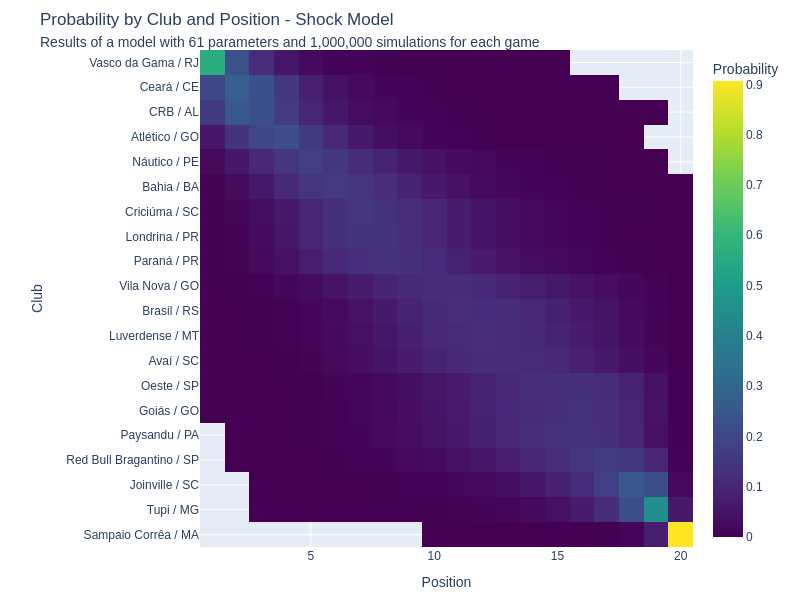 Probability by Club and Position - Shock Model
Results of a model with 61 parameters and 1,000,000 simulations for each game
Probability
Club
Vasco da Gama / RJ
Ceará / CE
CRB / AL
Atlético / GO
Náutico / PE
Bahia / BA
Criciúma / SC
Londrina / PR
Paraná / PR
Vila Nova / GO
Brasil / RS
Luverdense / MT
Avaí / SC
Oeste / SP
Goiás / GO
Paysandu / PA
Red Bull Bragantino / SP
Joinville / SC
Tupi / MG
Sampaio Corrêa / MA
5
10
15
20
Position
0.9
0.8
0.7
0.6
0.5
0.4
0.3
0.2
0.1
0